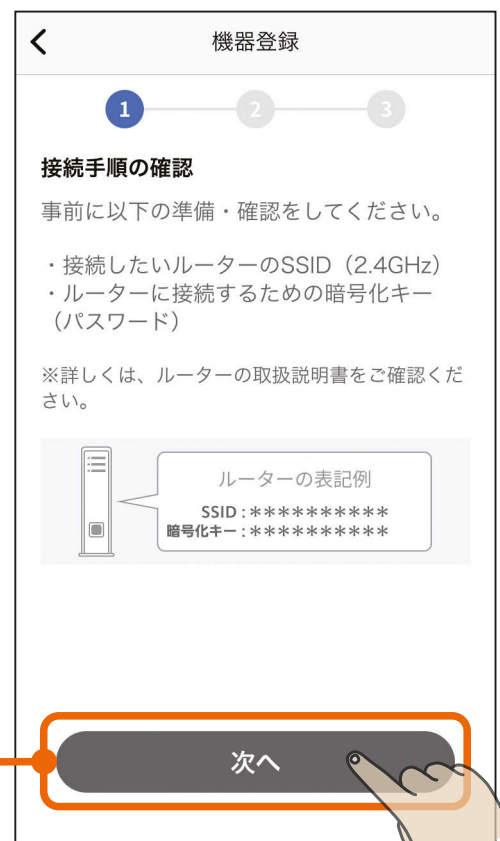 機器登録
1 2 3
接続手順の確認
事前に以下の準備・確認をしてください。
・接続したいルーターのSSID（2.4GHz）
・ルーターに接続するための暗号化キー
（パスワード）
※詳しくは、ルーターの取扱説明書をご確認くだ
さい。
ルーターの表記例
SSID：**********
暗号化キー：**********
次へ